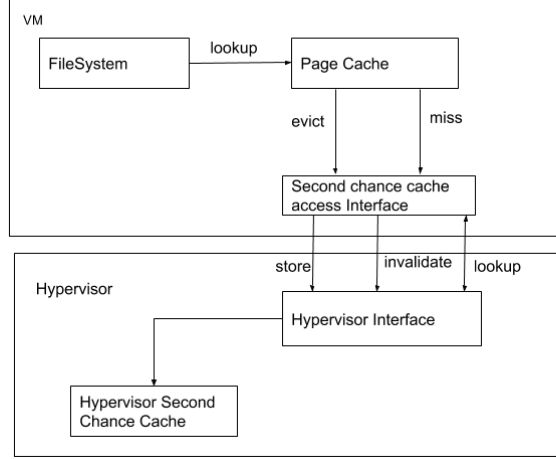 VM
lookup
FileSystem
Page Cache
evict
miss
Second chance cache
access Interface
store
invalidate
lookup
Hypervisor
Hypervisor Interface
Hypervisor Second
Chance Cache